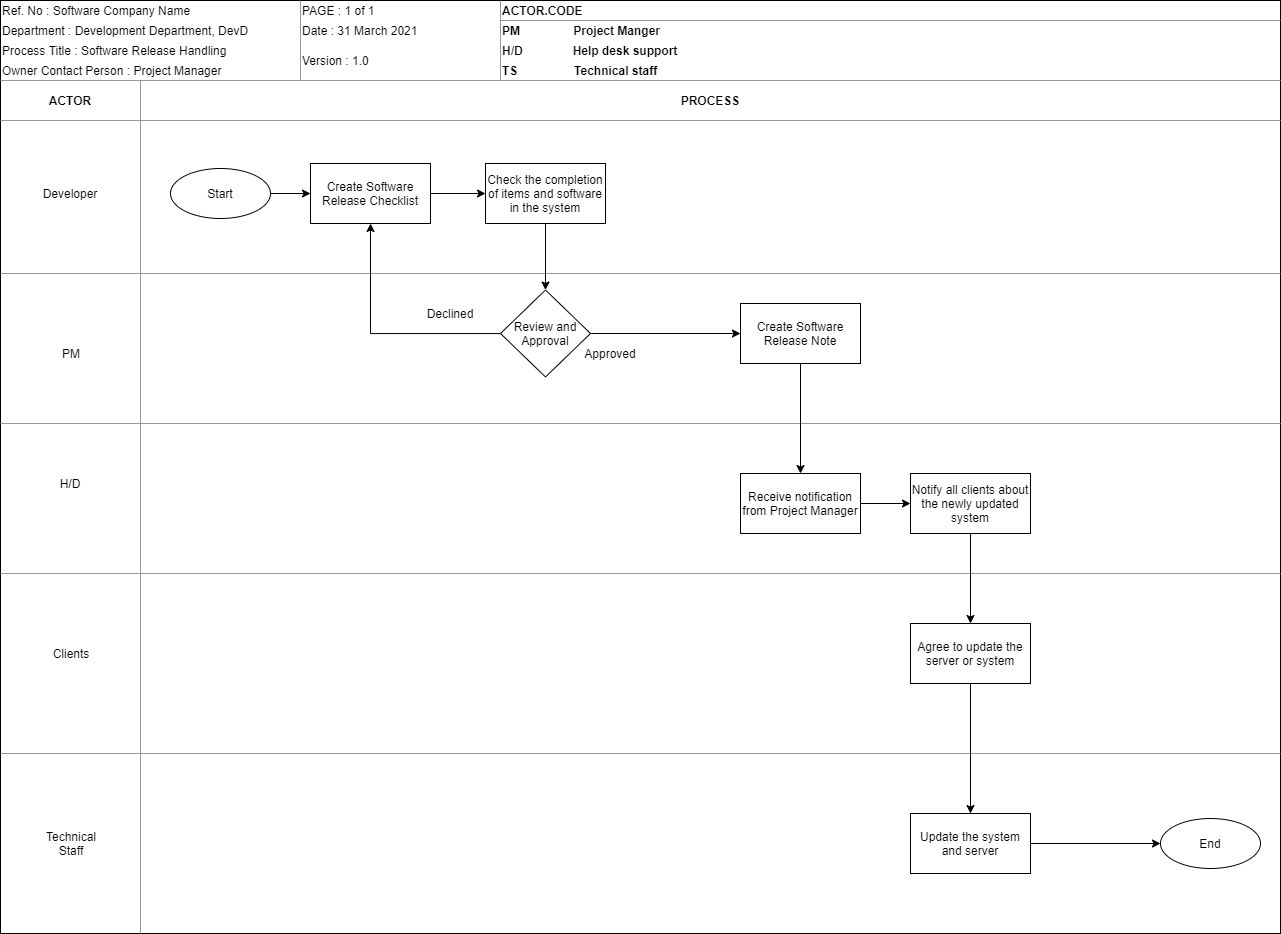 Ref. No : Software Company Name
Department : Development Department, DevD
Process Title : Software Release Handling
Owner Contact Person : Project Manager
PAGE : 1 of 1
Date : 31 March 2021
Version : 1.0
ACTOR.CODE
PM Project Manger
H/D Help desk support
TS Technical staff
ACTOR
PROCESS
Developer
Start
Create Software
Release Checklist
Check the completion
of items and software
in the system
PM
Declined
Review and
Approval
Approved
Create Software
Release Note
H/D
Receive notification
from Project Manager
Notify all clients about
the newly updated
system
Clients
Agree to update the
server or system
Technical
Staff
Update the system
and server
End